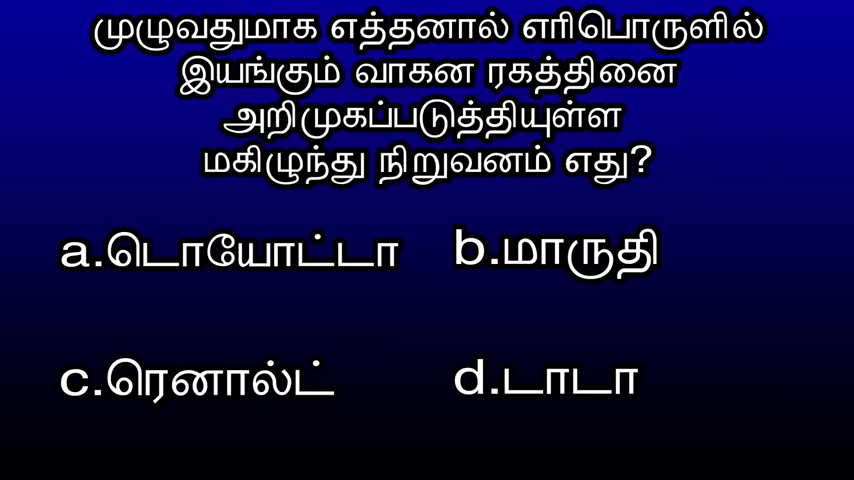 முழுவதுமாக எத்தனால் எரிபொருளில்
இயங்கும் வாகன ரகத்தினை
அறிமுகப்படுத்தியுள்ள
மகிழுந்து நிறுவனம் எது?
a.டொயோட்டா b.மாருதி
c.ரெனால்ட் d.டாடா